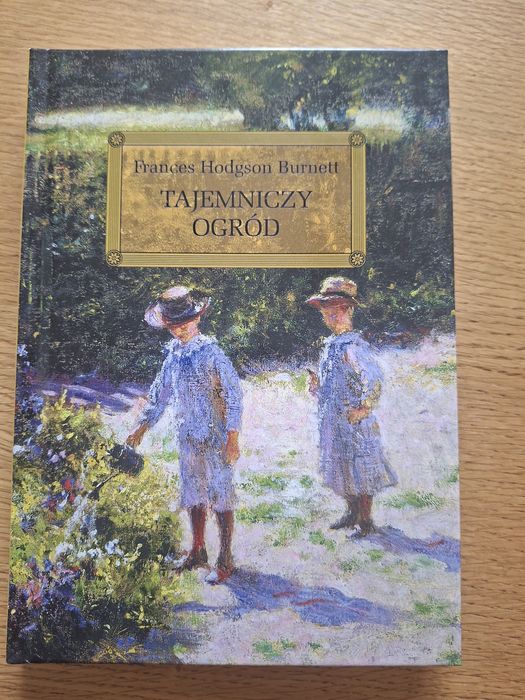 Frances Hodgson Burnett
TAJEMNICZY
OGRÓD